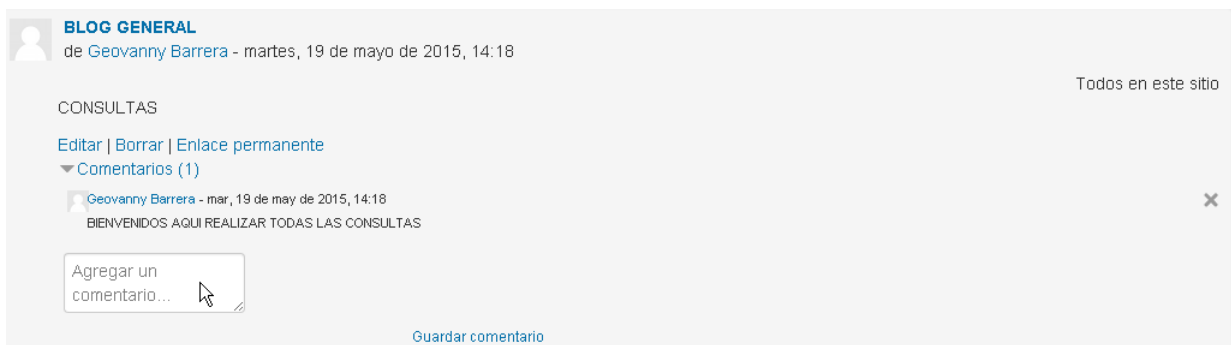 BLOG GENERAL
de Geovanny Barrera - martes, 19 de mayo de 2015, 14:18
Todos en este sitio
CONSULTAS
Editar | Borrar | Enlace permanente
Comentarios (1)
Geovanny Barrera - mar, 19 de may de 2015, 14:18
BIENVENIDOS AQUI REALIZAR TODAS LAS CONSULTAS
Agregar un
comentario...
Guardar comentario